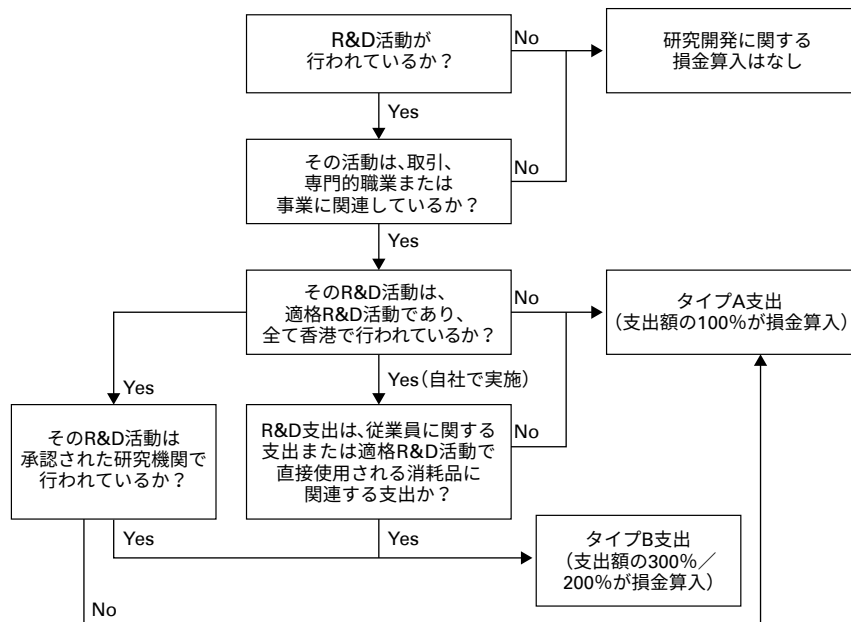 R&D活動が
行われているか？
No
研究開発に関する
損金算入はなし
Yes
その活動は、取引、
専門的職業または
事業に関連しているか？
No
Yes
そのR&D活動は、
適格R&D活動であり、
全て香港で行われているか？
No
タイプA支出
（支出額の100％が損金算入）
Yes
Yes（自社で実施）
そのR&D活動は
承認された研究機関で
行われているか？
R&D支出は、従業員に関する
支出または適格R&D活動で
直接使用される消耗品に
関連する支出か？
No
Yes
Yes
タイプB支出
（支出額の300％／
200％が損金算入）
No